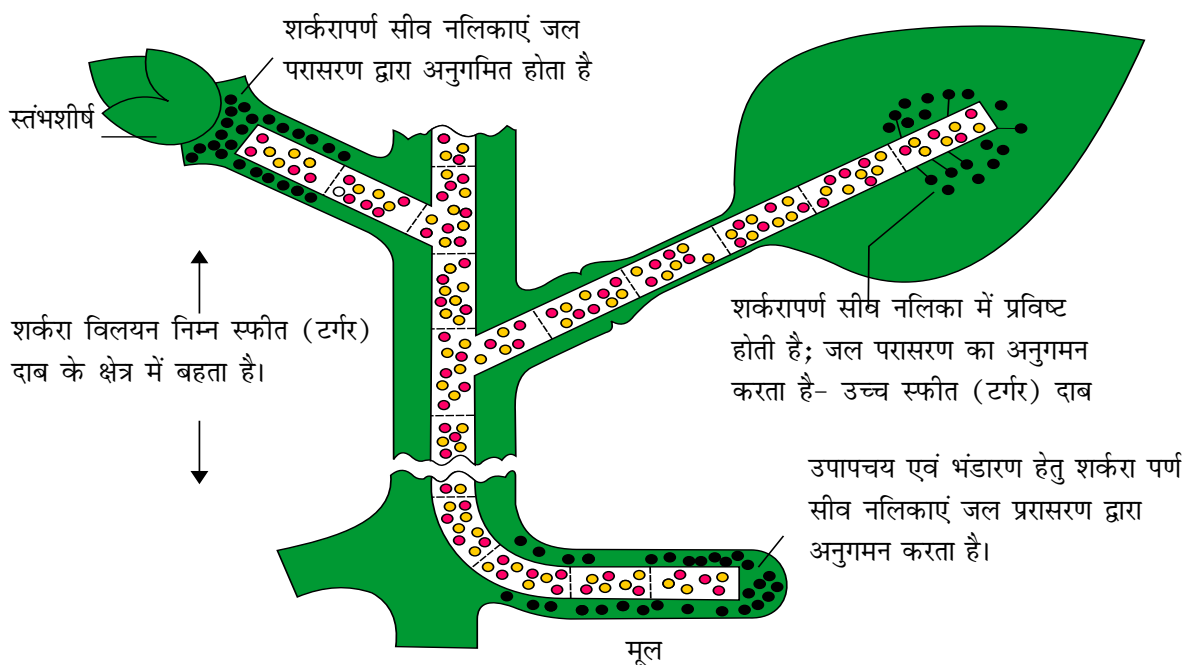 शर्करापर्ण सीव नलिकाएं जल
परासरण द्वारा अनुगमित होता है
स्तंभशीर्ष
शर्करा विलयन निम्न स्फीत (टर्गर)
दाब के क्षेत्र में बहता है।
शर्करापर्ण सीव नलिका में प्रविष्ट
होती है; जल परासरण का अनुगमन
करता है- उच्च स्फीत (टर्गर) दाब
उपापचय एवं भंडारण हेतु शर्करा पर्ण
सीव नलिकाएं जल प्ररासरण द्वारा
अनुगमन करता है।
मूल